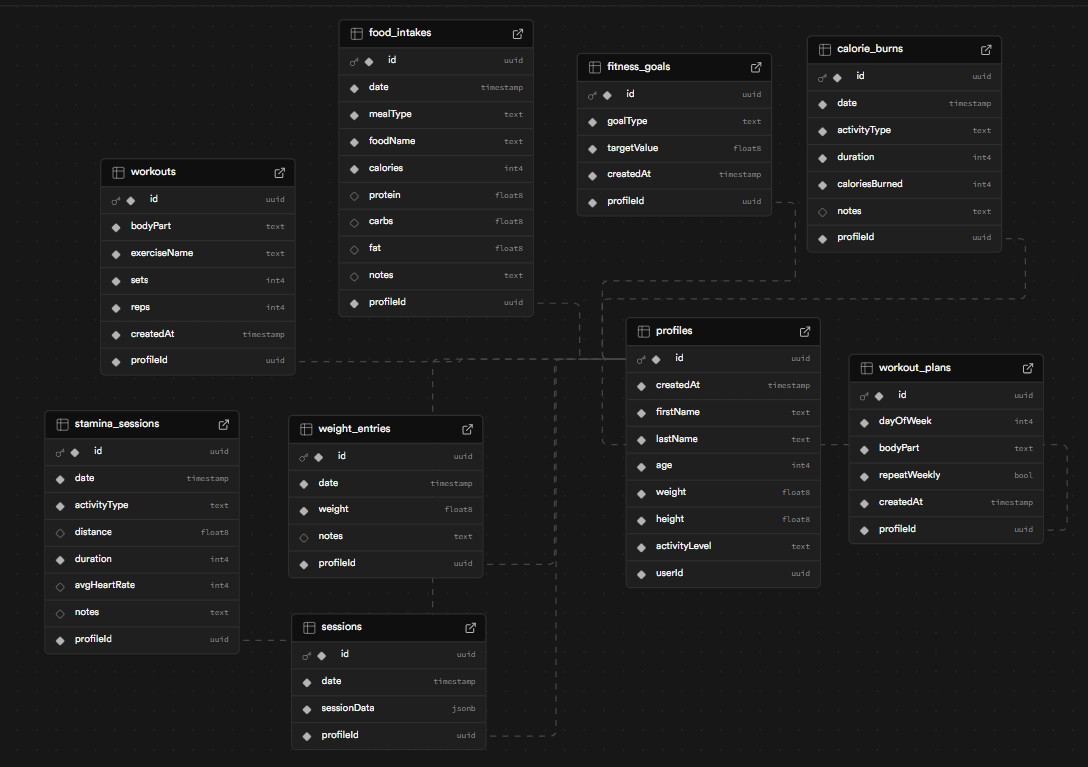 food_intakes
id uuid
date timestamp
mealType text
foodName text
calories int4
protein float8
carbs float8
fat float8
notes text
profileId uuid
fitness_goals
id uuid
goalType text
targetValue float8
createdAt timestamp
profileId uuid
calorie_burns
id uuid
date timestamp
activityType text
duration int4
caloriesBurned int4
notes text
profileId uuid
workouts
id uuid
bodyPart text
exerciseName text
sets int4
reps int4
createdAt timestamp
profileId uuid
profiles
id uuid
createdAt timestamp
firstName text
lastName text
age int4
weight float8
height float8
activityLevel text
userId uuid
workout_plans
id uuid
dayOfWeek int4
bodyPart text
repeatWeekly bool
createdAt timestamp
profileId uuid
stamina_sessions
id uuid
date timestamp
activityType text
distance float8
duration int4
avgHeartRate int4
notes text
profileId uuid
weight_entries
id uuid
date timestamp
weight float8
notes text
profileId uuid
sessions
id uuid
date timestamp
sessionData jsonb
profileId uuid